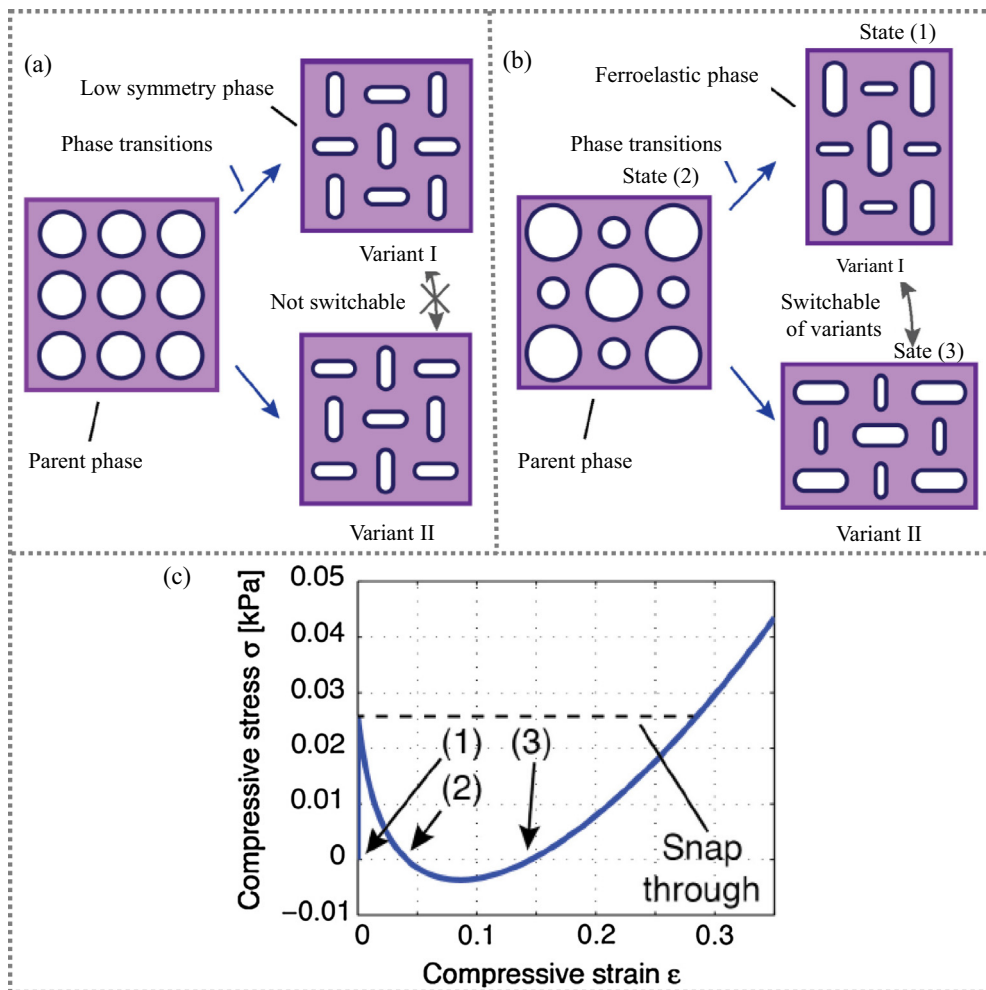 (a)
Low symmetry phase
Phase transitions
Variant I
Not switchable
Parent phase
Variant II
(b)
State (1)
Ferroelastic phase
Phase transitions
State (2)
Variant I
Switchable
of variants
Sate (3)
Parent phase
Variant II
(c)
Compressive stress σ [kPa]
0.05
0.04
0.03
0.02
0.01
0
−0.01
(1)
(2)
(3)
Snap
through
0
0.1
0.2
0.3
Compressive strain ε